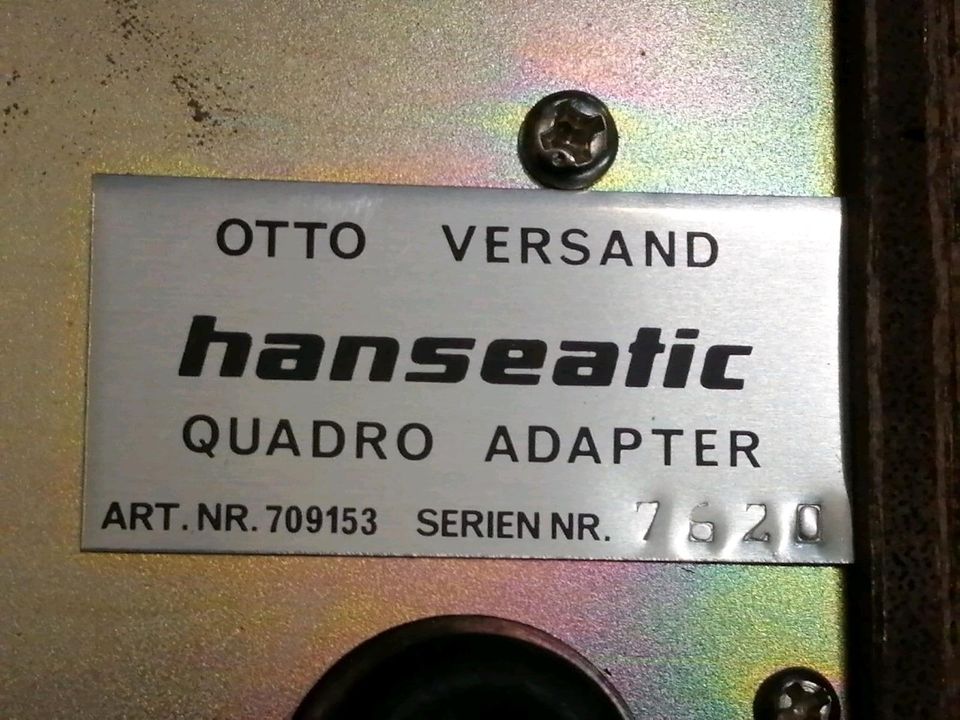 OTTO VERSAND
hanseatic
QUADRO ADAPTER
ART. NR. 709153 SERIEN NR. 7620